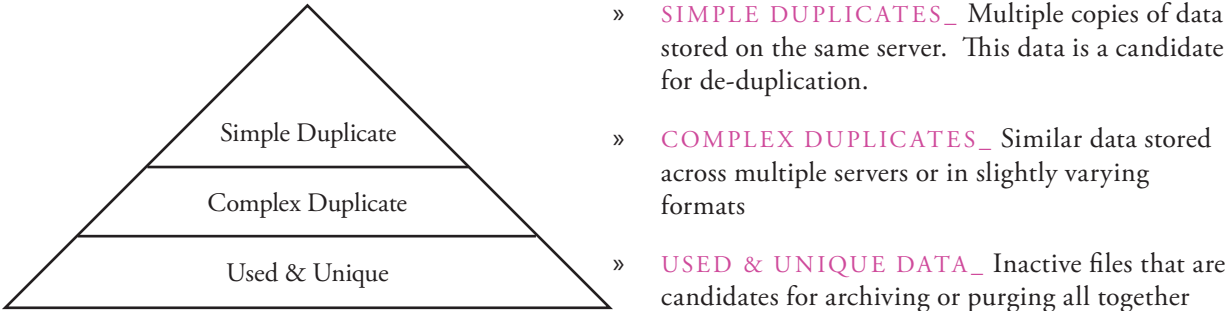 Simple Duplicate
Complex Duplicate
Used & Unique
» SIMPLE DUPLICATES_ Multiple copies of data
stored on the same server. This data is a candidate
for de-duplication.
» COMPLEX DUPLICATES_ Similar data stored
across multiple servers or in slightly varying
formats
» USED & UNIQUE DATA_ Inactive files that are
candidates for archiving or purging all together